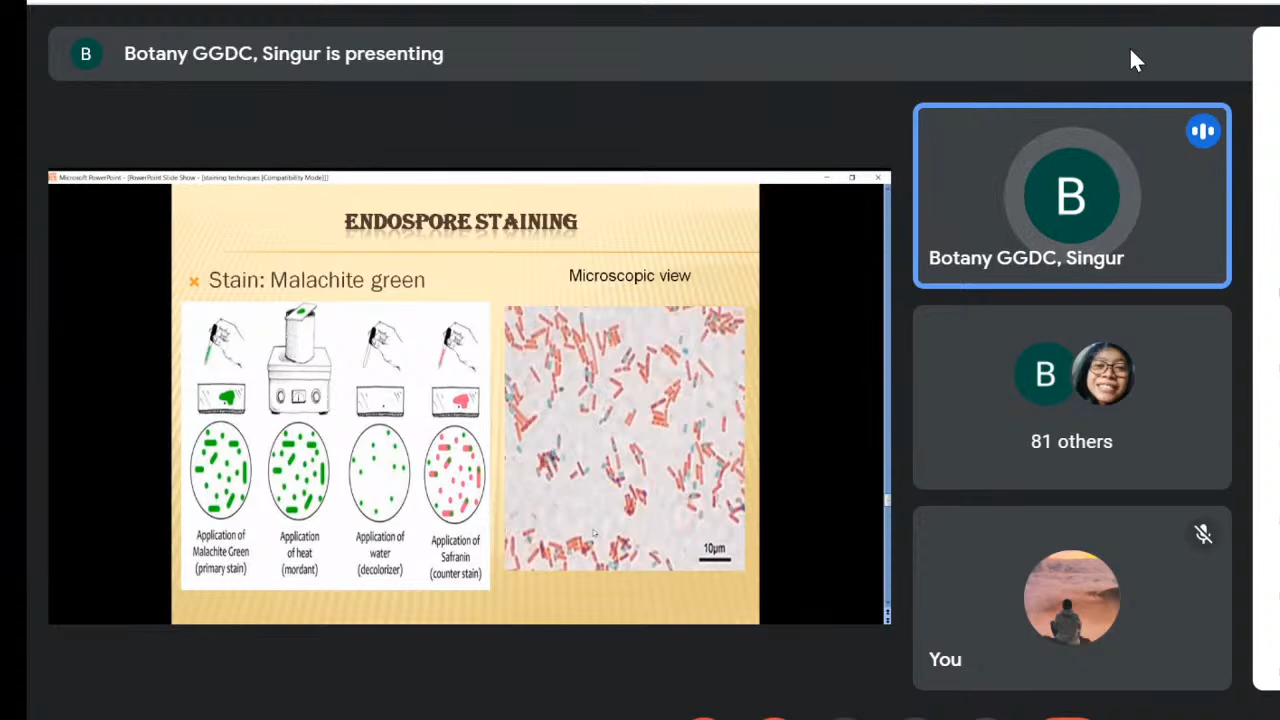 B
Botany GGDC, Singur is presenting
Microsoft PowerPoint - [PowerPoint Slide Show - [staining techniques [Compatibility Mode]]]
ENDOSPORE STAINING
Stain: Malachite green
Microscopic view
Application of
Malachite Green
(primary stain)
Application
of heat
(mordant)
Application of
water
(decolorizer)
Application of
Safranin
(counter stain)
10µm
B
Botany GGDC, Singur
B
81 others
You